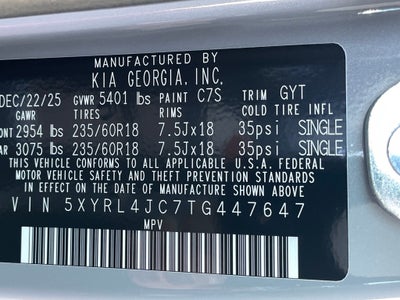 MANUFACTURED BY
KIA GEORGIA, INC.
DEC/22/25 GVWR 5401 lbs PAINT C7S TRIM GYT
GAWR TIRES RIMS COLD TIRE INFL
ONT 2954 lbs 235/60R18 7.5Jx18 35psi SINGLE
AR 3075 lbs 235/60R18 7.5Jx18 35psi SINGLE
THIS VEHICLE CONFORMS TO ALL APPLICABLE U.S.A. FEDERAL
MOTOR VEHICLE SAFETY AND THEFT PREVENTION STANDARDS
IN EFFECT ON THE DATE OF MANUFACTURE SHOWN ABOVE
VIN 5XYRL4JC7TG447647
MPV